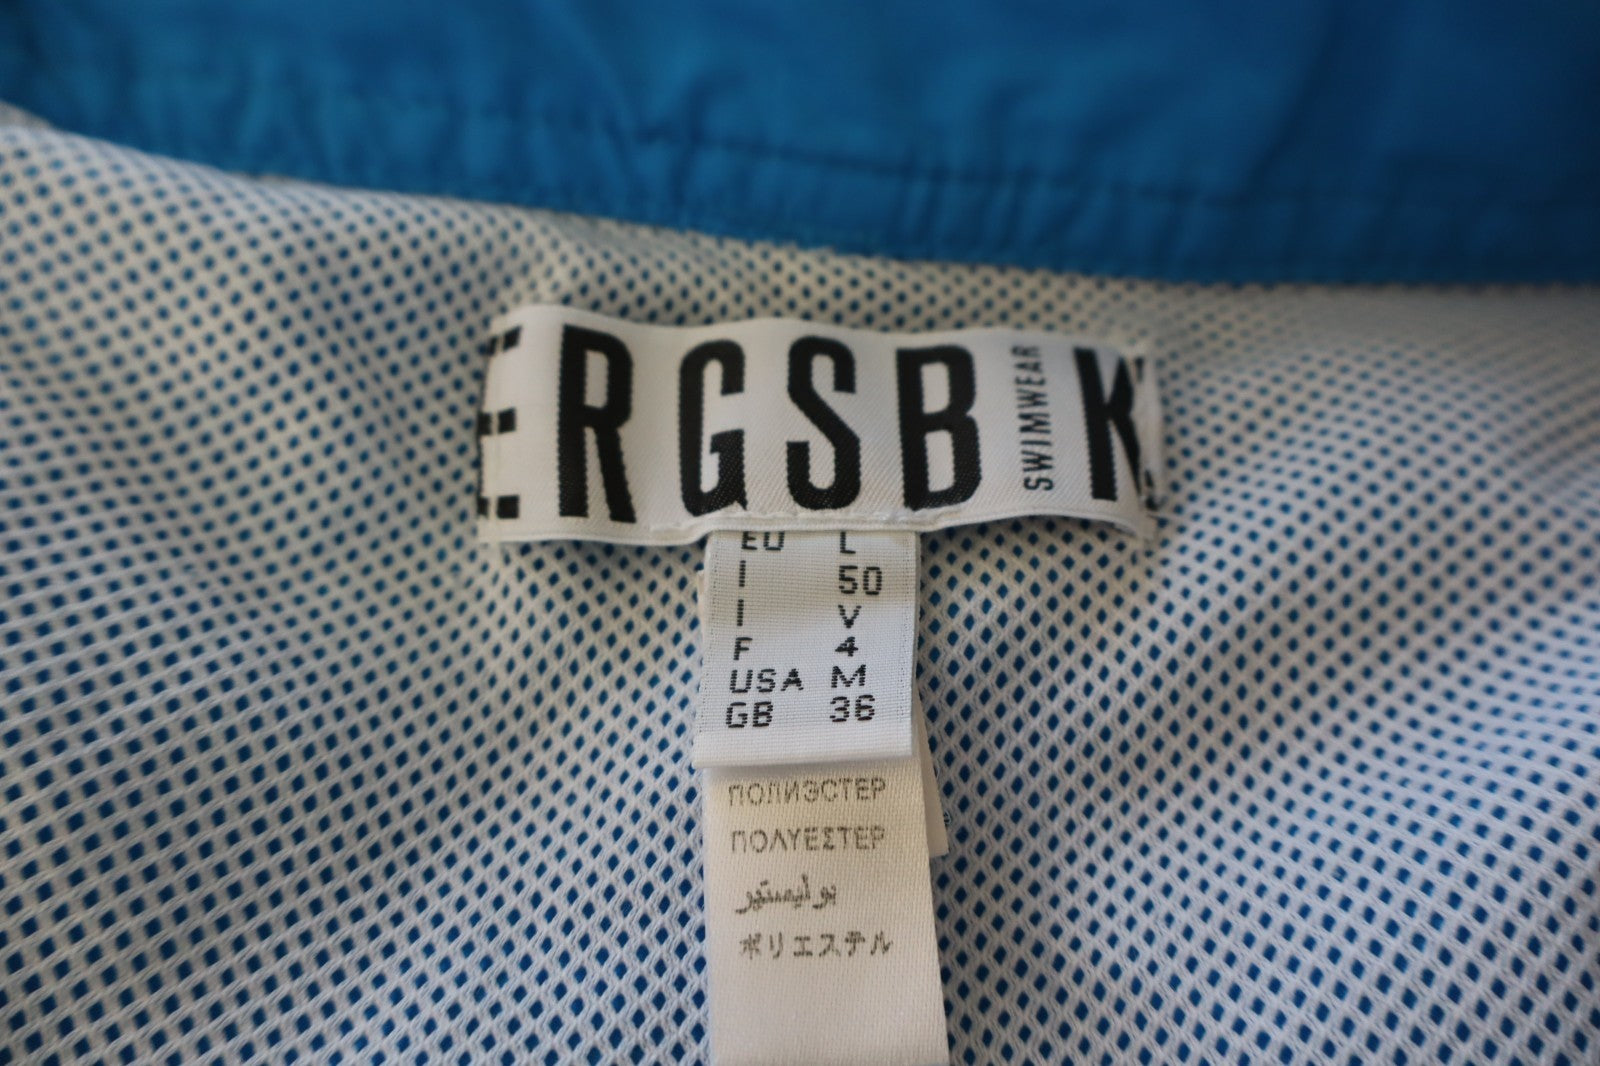 ERGSB K
SWIMWEAR
EU L
I 50
I V
F 4
USA M
GB 36
ПОЛИЭСТЕР
ΠΟΛΥΕΣΤΕΡ
بوليستير
ポリエステル